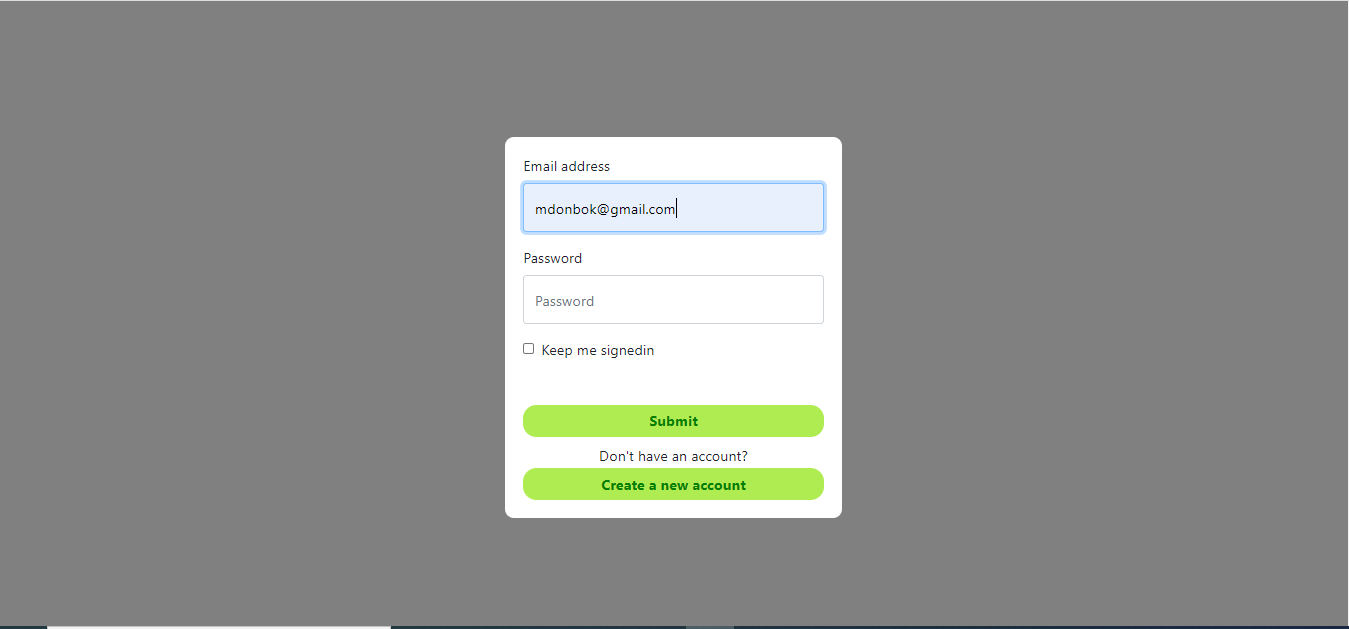 Email address
mdonbok@gmail.com
Password
Password
Keep me signedin
Submit
Don't have an account?
Create a new account